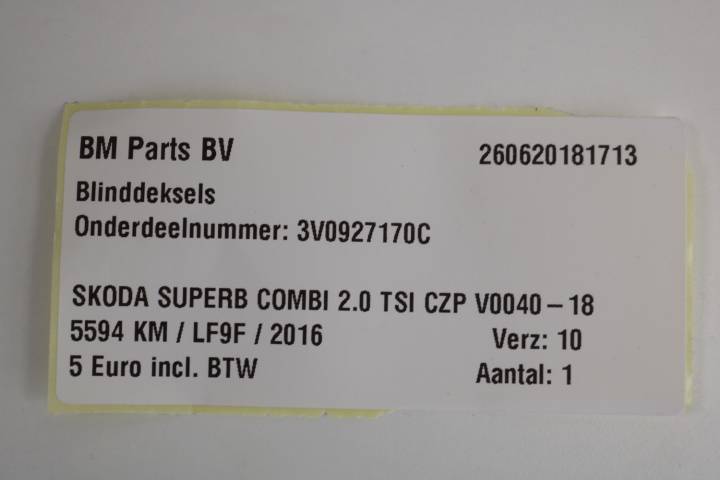 BM Parts BV 260620181713
Blinddeksels
Onderdeelnummer: 3V0927170C
SKODA SUPERB COMBI 2.0 TSI CZP V0040-18
5594 KM / LF9F / 2016 Verz: 10
5 Euro incl. BTW Aantal: 1